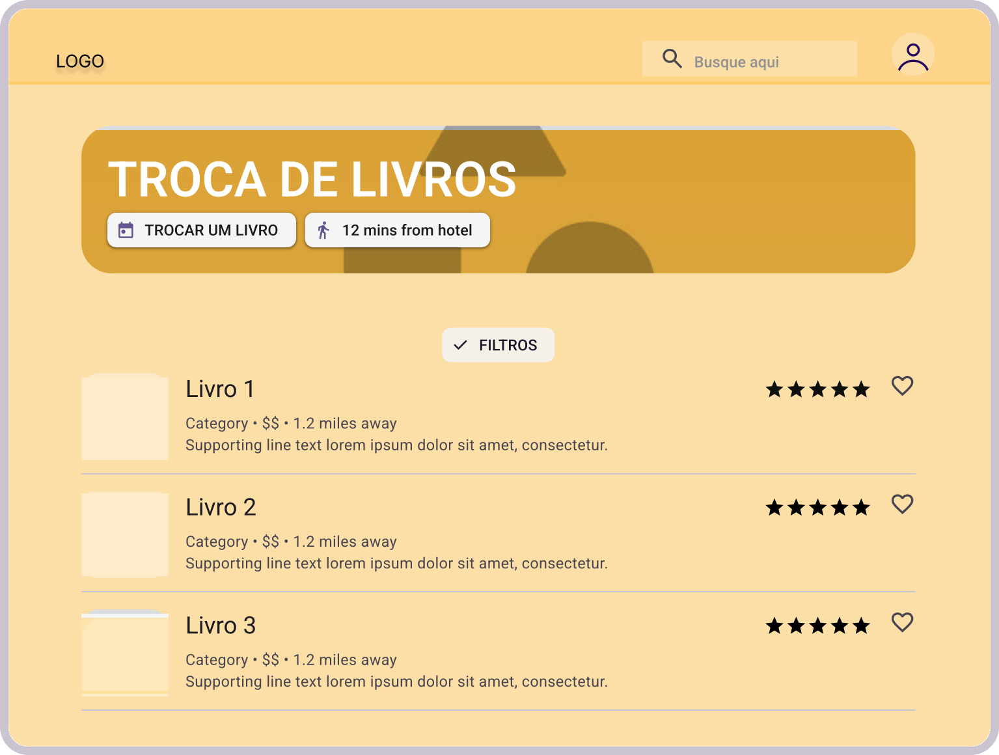 LOGO
Busque aqui
TROCA DE LIVROS
TROCAR UM LIVRO
12 mins from hotel
FILTROS
Livro 1
Category • $$ • 1.2 miles away
Supporting line text lorem ipsum dolor sit amet, consectetur.
Livro 2
Category • $$ • 1.2 miles away
Supporting line text lorem ipsum dolor sit amet, consectetur.
Livro 3
Category • $$ • 1.2 miles away
Supporting line text lorem ipsum dolor sit amet, consectetur.